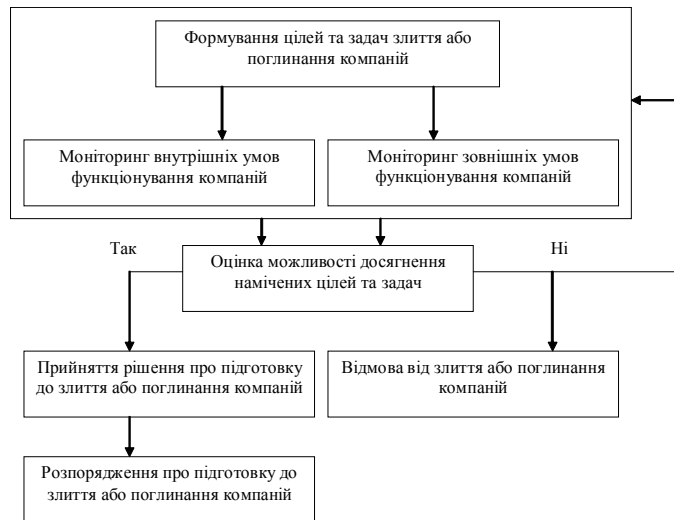 Формування цілей та задач злиття або
поглинання компаній
Моніторинг внутрішніх умов
функціонування компаній
Моніторинг зовнішніх умов
функціонування компаній
Так
Оцінка можливості досягнення
намічених цілей та задач
Ні
Прийняття рішення про підготовку
до злиття або поглинання компаній
Відмова від злиття або поглинання
компаній
Розпорядження про підготовку до
злиття або поглинання компаній